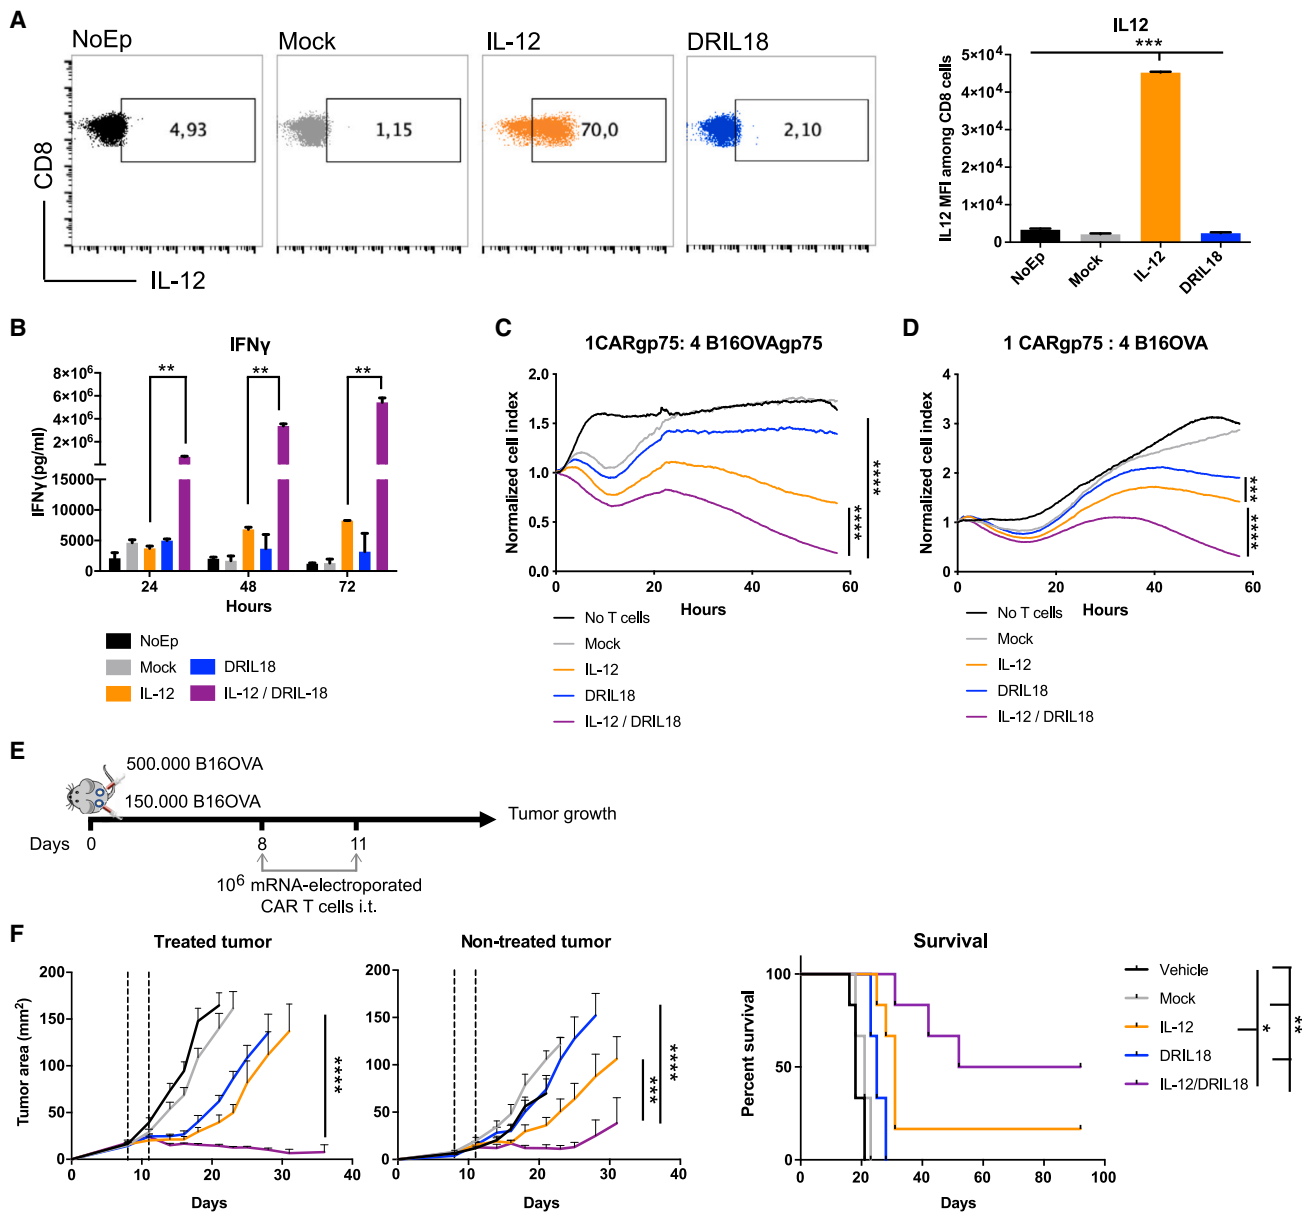 A
NoEp
Mock
IL-12
DRIL18
4,93
1,15
70,0
2,10
CD8
IL-12
IL12
***
IL12 MFI among CD8 cells
5×10⁴
4×10⁴
3×10⁴
2×10⁴
1×10⁴
0
NoEp
Mock
IL-12
DRIL18
B
IFNγ
IFNγ(pg/ml)
8×10⁶
6×10⁶
4×10⁶
2×10⁶
15000
10000
5000
0
**
**
**
24
48
72
Hours
NoEp
Mock
DRIL18
IL-12
IL-12 / DRIL-18
C
1CARgp75: 4 B16OVAgp75
Normalized cell index
2.0
1.5
1.0
0.5
0.0
0
20
40
60
Hours
****
****
No T cells
Mock
IL-12
DRIL18
IL-12 / DRIL18
D
1 CARgp75 : 4 B16OVA
Normalized cell index
4
3
2
1
0
0
20
40
60
Hours
***
****
No T cells
Mock
IL-12
DRIL18
IL-12 / DRIL18
E
500.000 B16OVA
150.000 B16OVA
Tumor growth
Days
0
8
11
10⁶ mRNA-electroporated
CAR T cells i.t.
F
Treated tumor
Tumor area (mm²)
200
150
100
50
0
0
10
20
30
40
Days
****
Non-treated tumor
200
150
100
50
0
0
10
20
30
40
Days
***
****
Survival
Percent survival
100
50
0
0
20
40
60
80
100
Days
Vehicle
Mock
IL-12
DRIL18
IL-12/DRIL18
*
**